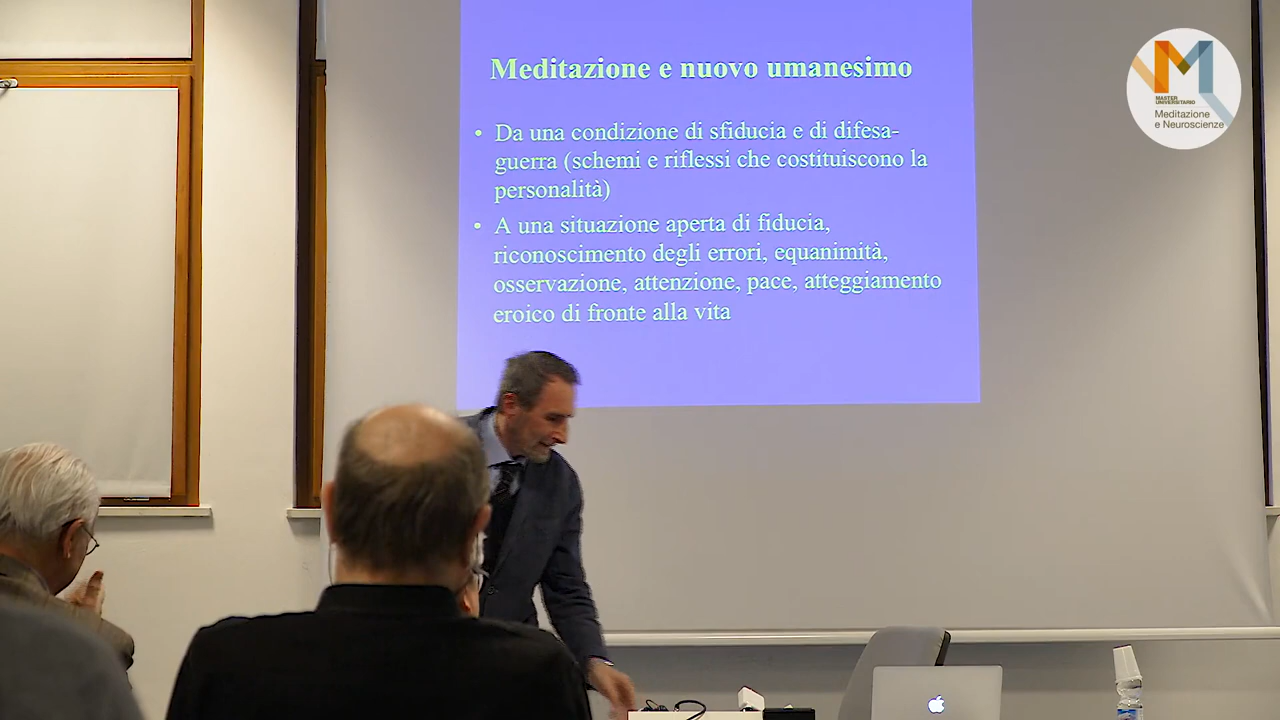 Meditazione e nuovo umanesimo
• Da una condizione di sfiducia e di difesa-
guerra (schemi e riflessi che costituiscono la
personalità)
• A una situazione aperta di fiducia,
riconoscimento degli errori, equanimità,
osservazione, attenzione, pace, atteggiamento
eroico di fronte alla vita
M
MASTER
UNIVERSITARIO
Meditazione
e Neuroscienze